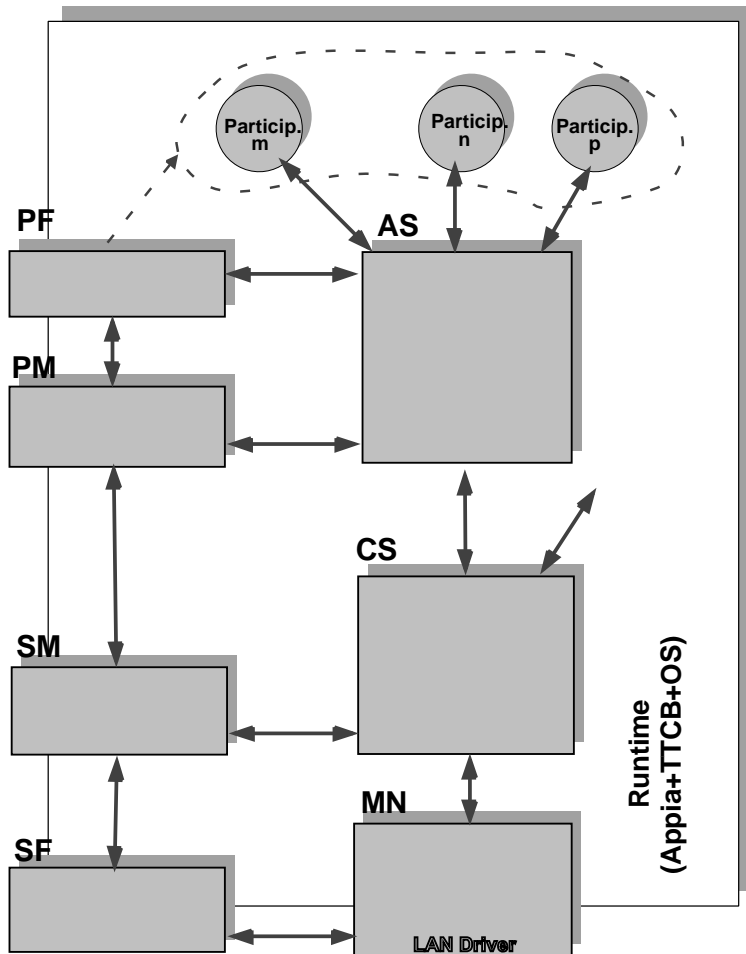 Particip.
m
Particip.
n
Particip.
p
PF
AS
PM
CS
SM
Runtime
(Appia+TTCB+OS)
MN
SF
LAN Driver